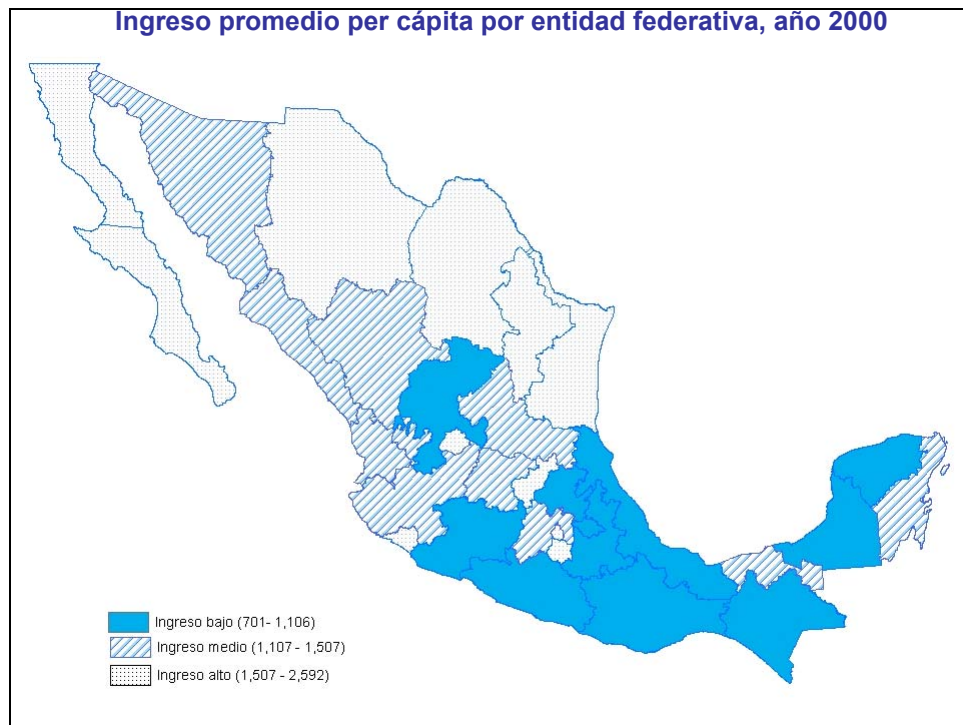 Ingreso promedio per cápita por entidad federativa, año 2000
Ingreso bajo (701- 1,106)
Ingreso medio (1,107 - 1,507)
Ingreso alto (1,507 - 2,592)